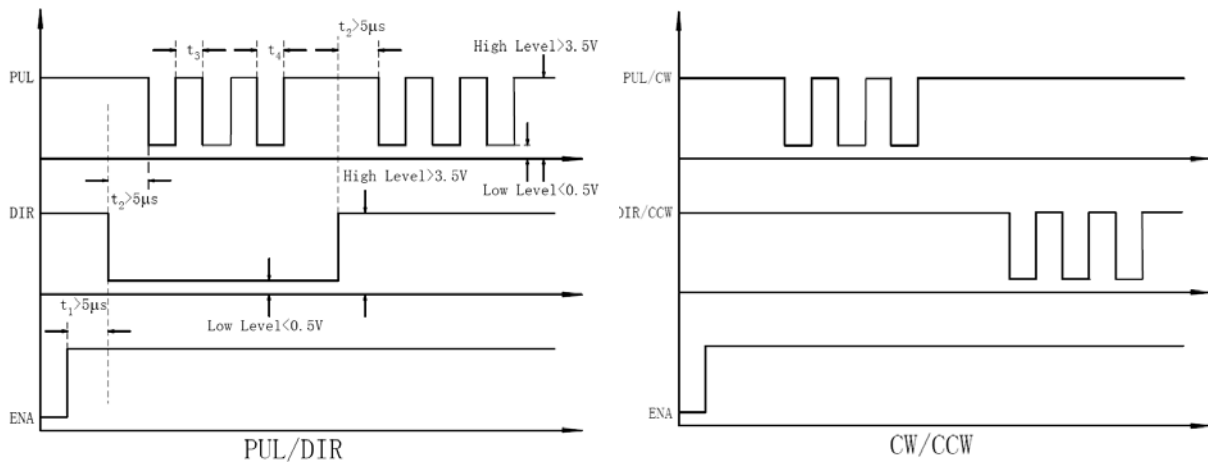 t2>5μs
High Level>3.5V
t3
t4
PUL
PUL/CW
High Level>3.5V
Low Level<0.5V
t2>5μs
DIR
DIR/CCW
t1>5μs
Low Level<0.5V
ENA
ENA
PUL/DIR
CW/CCW